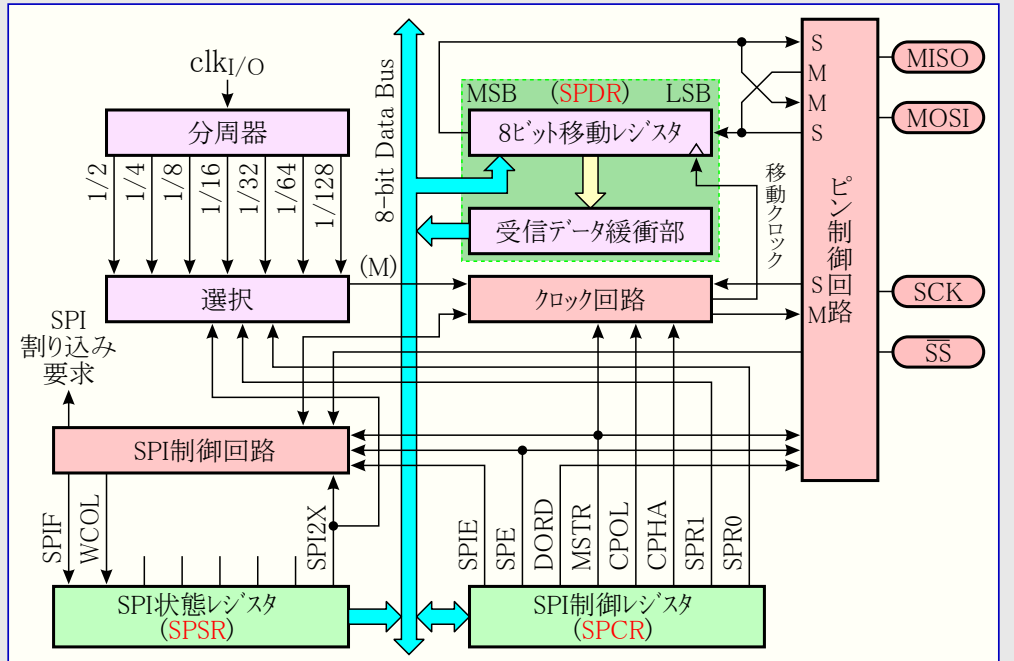 clkI/O
分周器
1/2
1/4
1/8
1/16
1/32
1/64
1/128
選択
(M)
8-bit Data Bus
MSB (SPDR) LSB
8ビット移動レジスタ
受信データ緩衝部
移動クロック
クロック回路
S
M
M
S
S
M
ピン制御回路
MISO
MOSI
SCK
SS
SPI
割り込み
要求
SPI制御回路
SPIF
WCOL
SPI2X
SPIE
SPE
DORD
MSTR
CPOL
CPHA
SPR1
SPR0
SPI状態レジスタ
(SPSR)
SPI制御レジスタ
(SPCR)